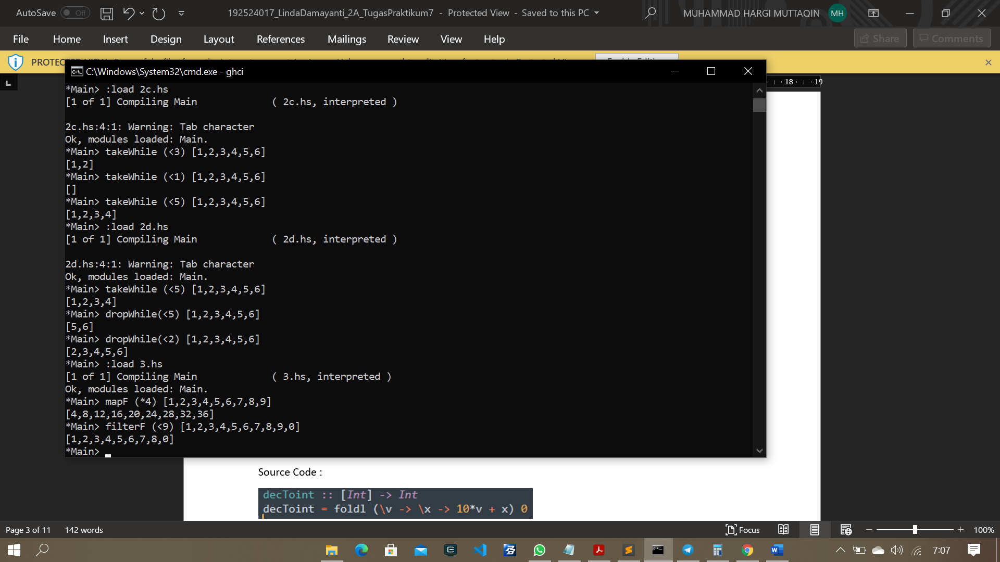 AutoSave Off 192524017_LindaDamayanti_2A_TugasPraktikum7 - Protected View - Saved to this PC MUHAMMAD HARGI MUTTAQIN MH
File Home Insert Design Layout References Mailings Review View Help Share Comments
C:\Windows\System32\cmd.exe - ghci
18 19
*Main> :load 2c.hs
[1 of 1] Compiling Main ( 2c.hs, interpreted )
2c.hs:4:1: Warning: Tab character
Ok, modules loaded: Main.
*Main> takeWhile (<3) [1,2,3,4,5,6]
[1,2]
*Main> takeWhile (<1) [1,2,3,4,5,6]
[]
*Main> takeWhile (<5) [1,2,3,4,5,6]
[1,2,3,4]
*Main> :load 2d.hs
[1 of 1] Compiling Main ( 2d.hs, interpreted )
2d.hs:4:1: Warning: Tab character
Ok, modules loaded: Main.
*Main> takeWhile (<5) [1,2,3,4,5,6]
[1,2,3,4]
*Main> dropWhile(<5) [1,2,3,4,5,6]
[5,6]
*Main> dropWhile(<2) [1,2,3,4,5,6]
[2,3,4,5,6]
*Main> :load 3.hs
[1 of 1] Compiling Main ( 3.hs, interpreted )
Ok, modules loaded: Main.
*Main> mapF (*4) [1,2,3,4,5,6,7,8,9]
[4,8,12,16,20,24,28,32,36]
*Main> filterF (<9) [1,2,3,4,5,6,7,8,9,0]
[1,2,3,4,5,6,7,8,0]
*Main>
Source Code :
decToint :: [Int] -> Int
decToint = foldl (\v -> \x -> 10*v + x) 0
Page 3 of 11 142 words Focus 100%
7:07